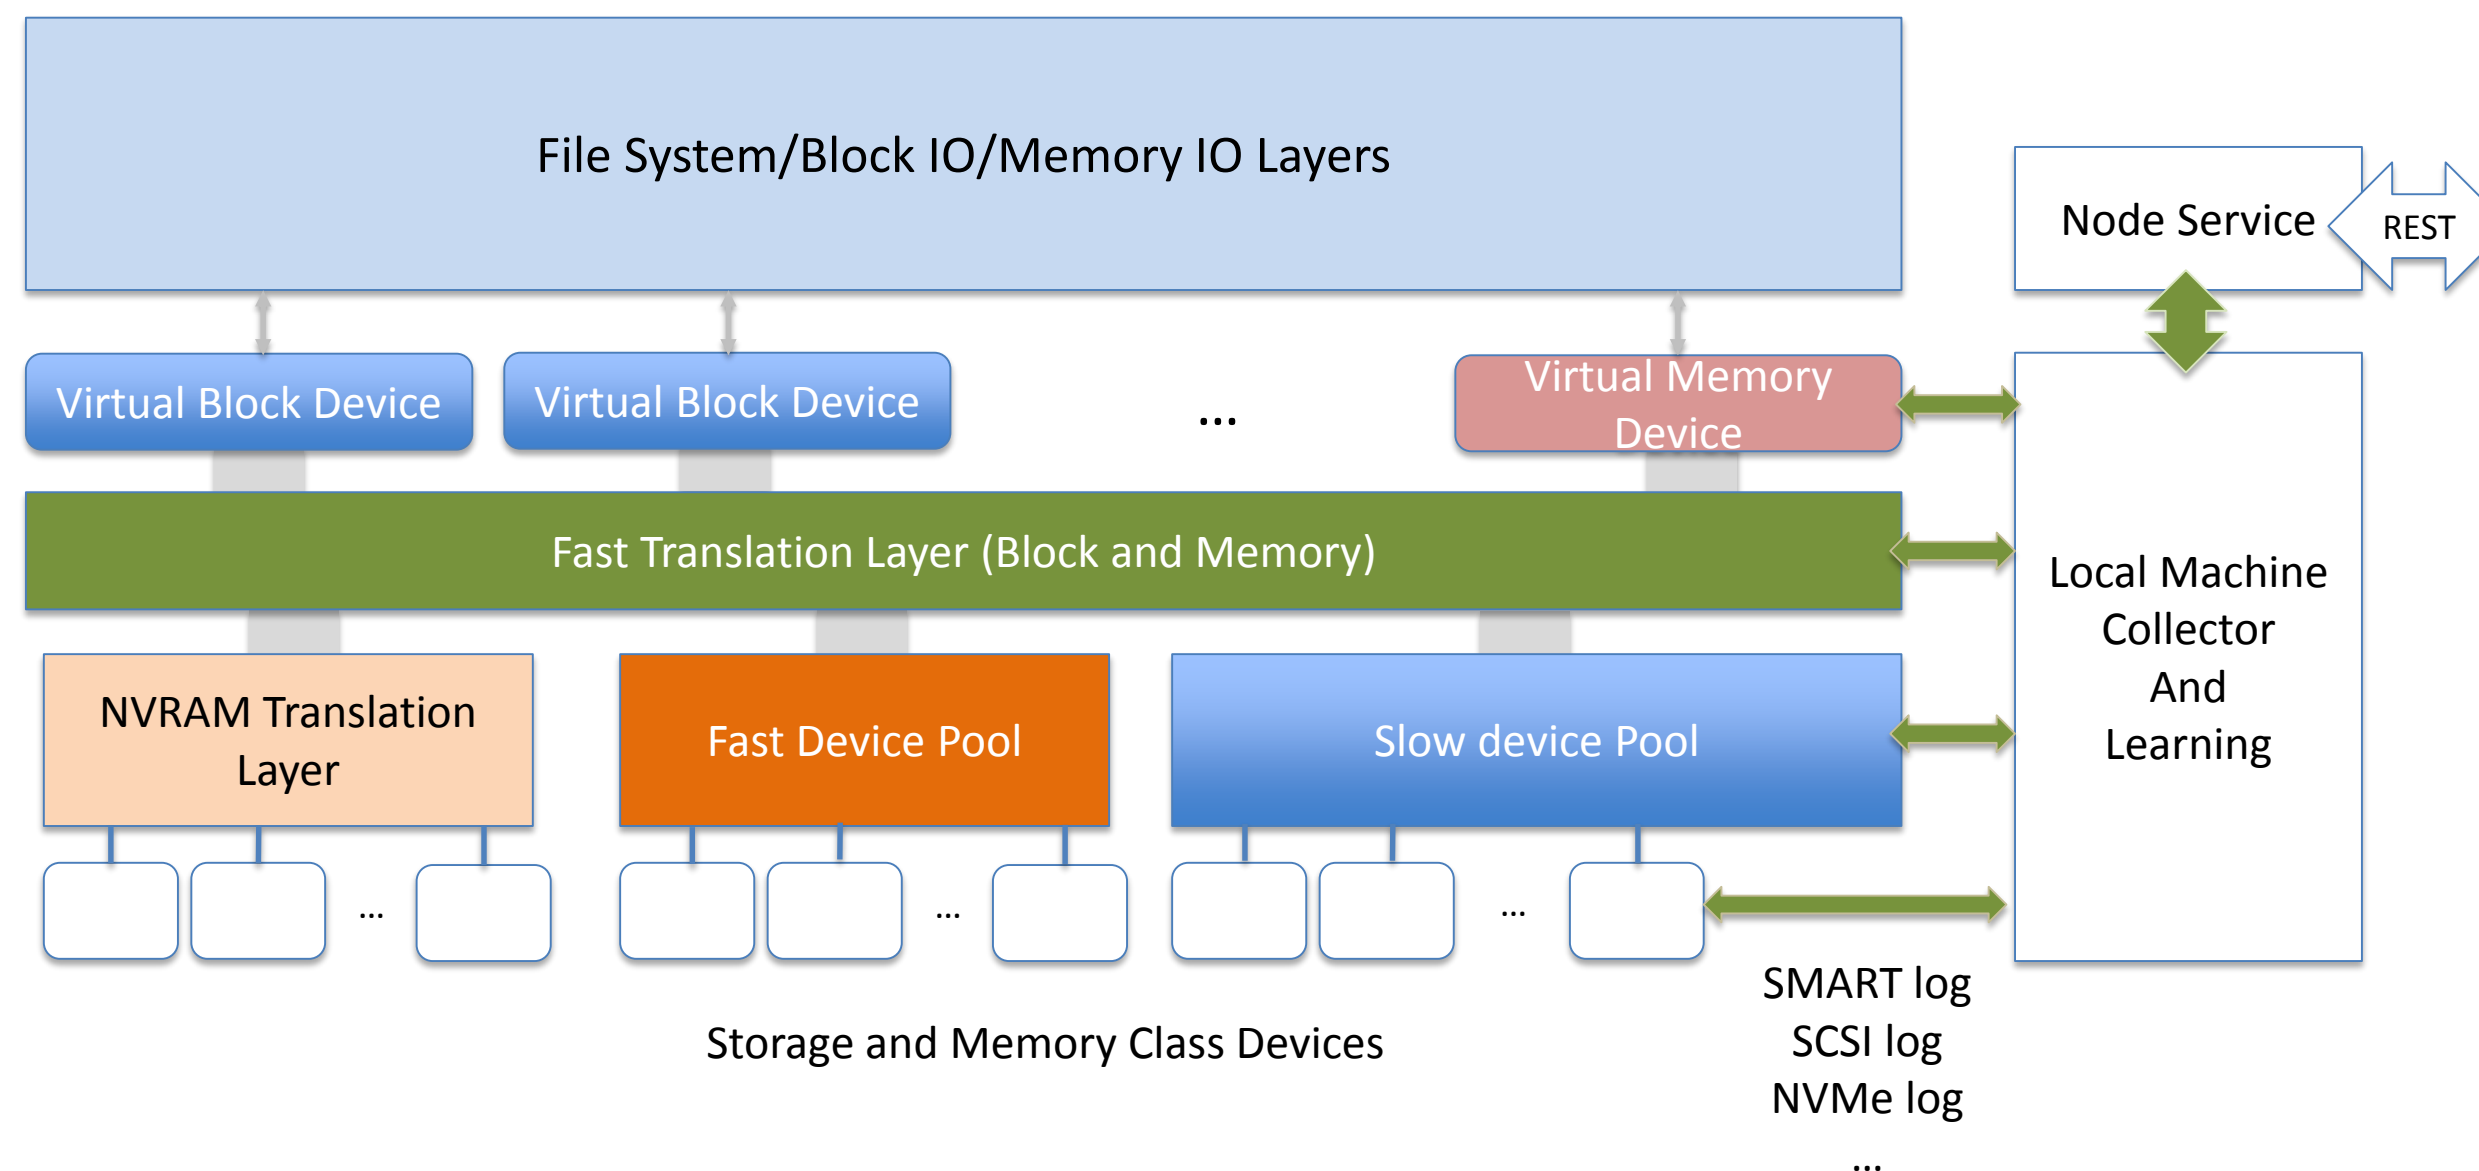 File System/Block IO/Memory IO Layers
Node Service
REST
Virtual Block Device
Virtual Block Device
...
Virtual Memory
Device
Fast Translation Layer (Block and Memory)
Local Machine
Collector
And
Learning
NVRAM Translation
Layer
Fast Device Pool
Slow device Pool
...
...
...
Storage and Memory Class Devices
SMART log
SCSI log
NVMe log
...